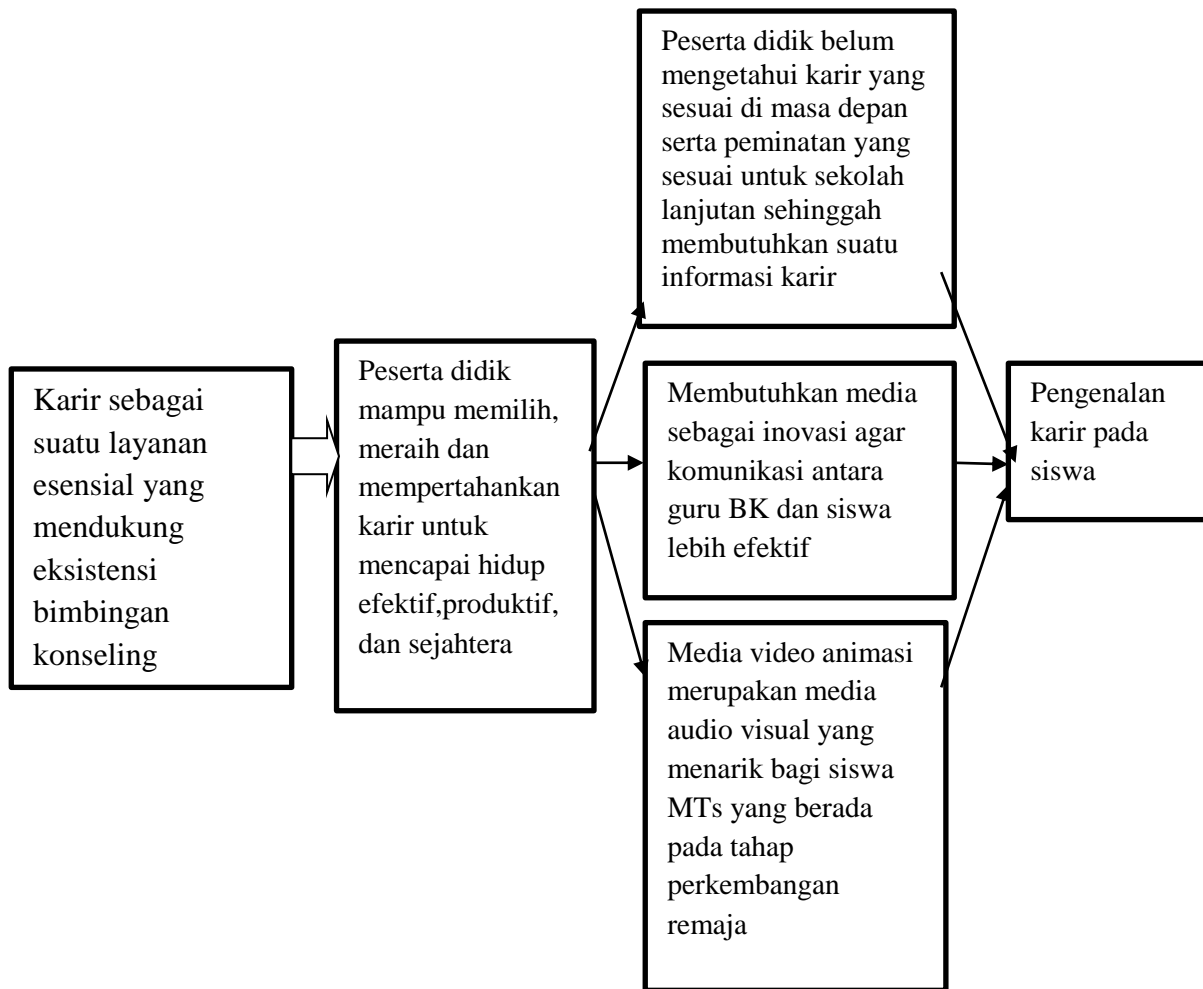 Karir sebagai
suatu layanan
esensial yang
mendukung
eksistensi
bimbingan
konseling
Peserta didik
mampu memilih,
meraih dan
mempertahankan
karir untuk
mencapai hidup
efektif,produktif,
dan sejahtera
Peserta didik belum
mengetahui karir yang
sesuai di masa depan
serta peminatan yang
sesuai untuk sekolah
lanjutan sehinggah
membutuhkan suatu
informasi karir
Membutuhkan media
sebagai inovasi agar
komunikasi antara
guru BK dan siswa
lebih efektif
Media video animasi
merupakan media
audio visual yang
menarik bagi siswa
MTs yang berada
pada tahap
perkembangan
remaja
Pengenalan
karir pada
siswa